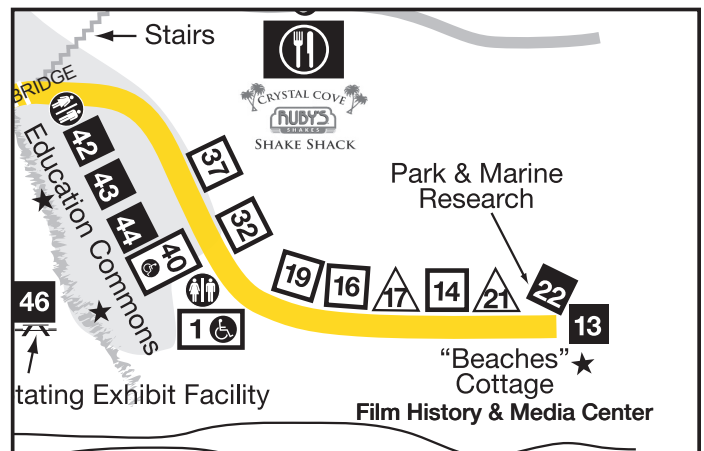 Stairs
BRIDGE
CRYSTAL COVE
RUBY'S
SHAKES
SHAKE SHACK
Education Commons
42
43
44
40
37
32
19
16
17
14
21
22
13
1
46
Park & Marine
Research
"Beaches"
Cottage
Film History & Media Center
tating Exhibit Facility